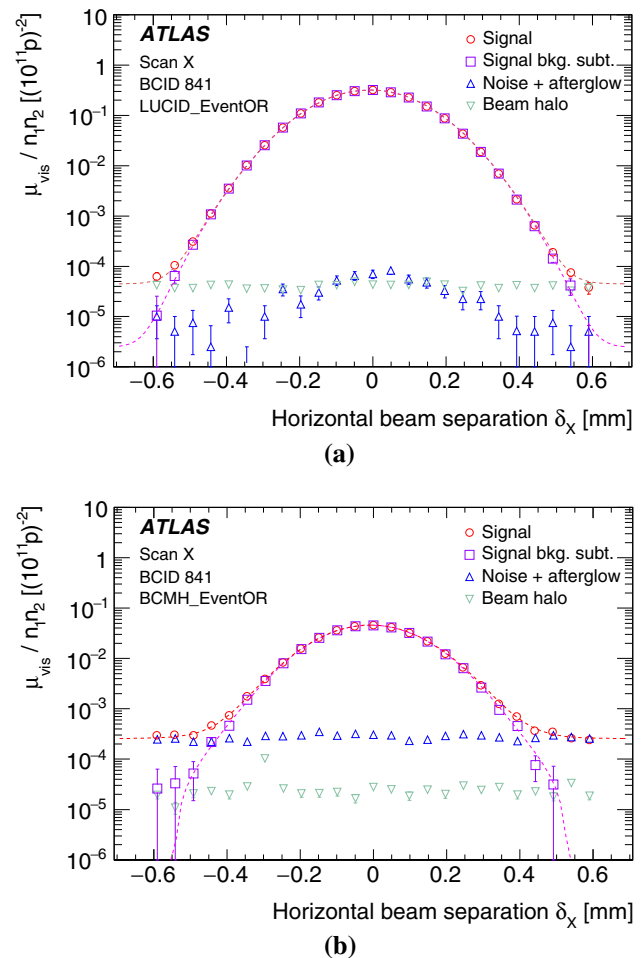 ATLAS
Scan X
BCID 841
LUCID_EventOR
Signal
Signal bkg. subt.
Noise + afterglow
Beam halo
μvis / n1n2 [(10^11p)^-2]
10
1
10^−1
10^−2
10^−3
10^−4
10^−5
10^−6
−0.6 −0.4 −0.2 0 0.2 0.4 0.6
Horizontal beam separation δX [mm]
(a)
ATLAS
Scan X
BCID 841
BCMH_EventOR
Signal
Signal bkg. subt.
Noise + afterglow
Beam halo
μvis / n1n2 [(10^11p)^-2]
10
1
10^−1
10^−2
10^−3
10^−4
10^−5
10^−6
−0.6 −0.4 −0.2 0 0.2 0.4 0.6
Horizontal beam separation δX [mm]
(b)